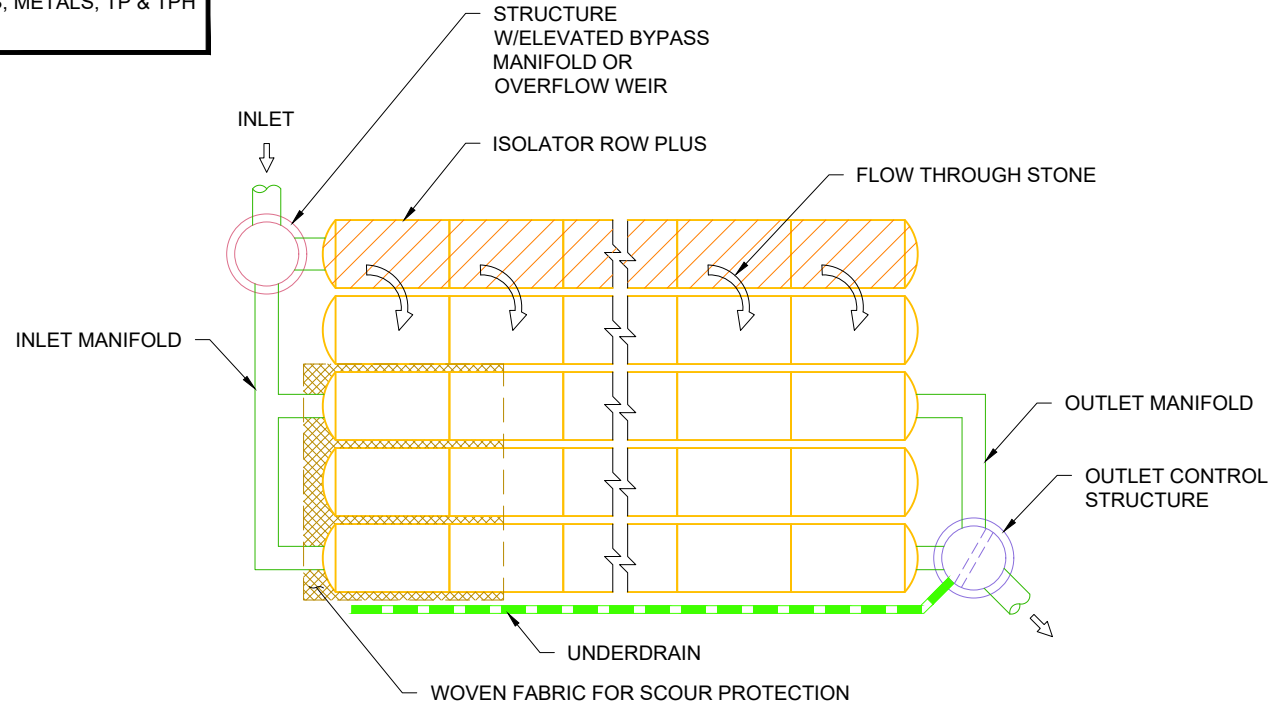 METALS, TP & TPH
STRUCTURE
W/ELEVATED BYPASS
MANIFOLD OR
OVERFLOW WEIR
INLET
ISOLATOR ROW PLUS
FLOW THROUGH STONE
INLET MANIFOLD
OUTLET MANIFOLD
OUTLET CONTROL
STRUCTURE
UNDERDRAIN
WOVEN FABRIC FOR SCOUR PROTECTION